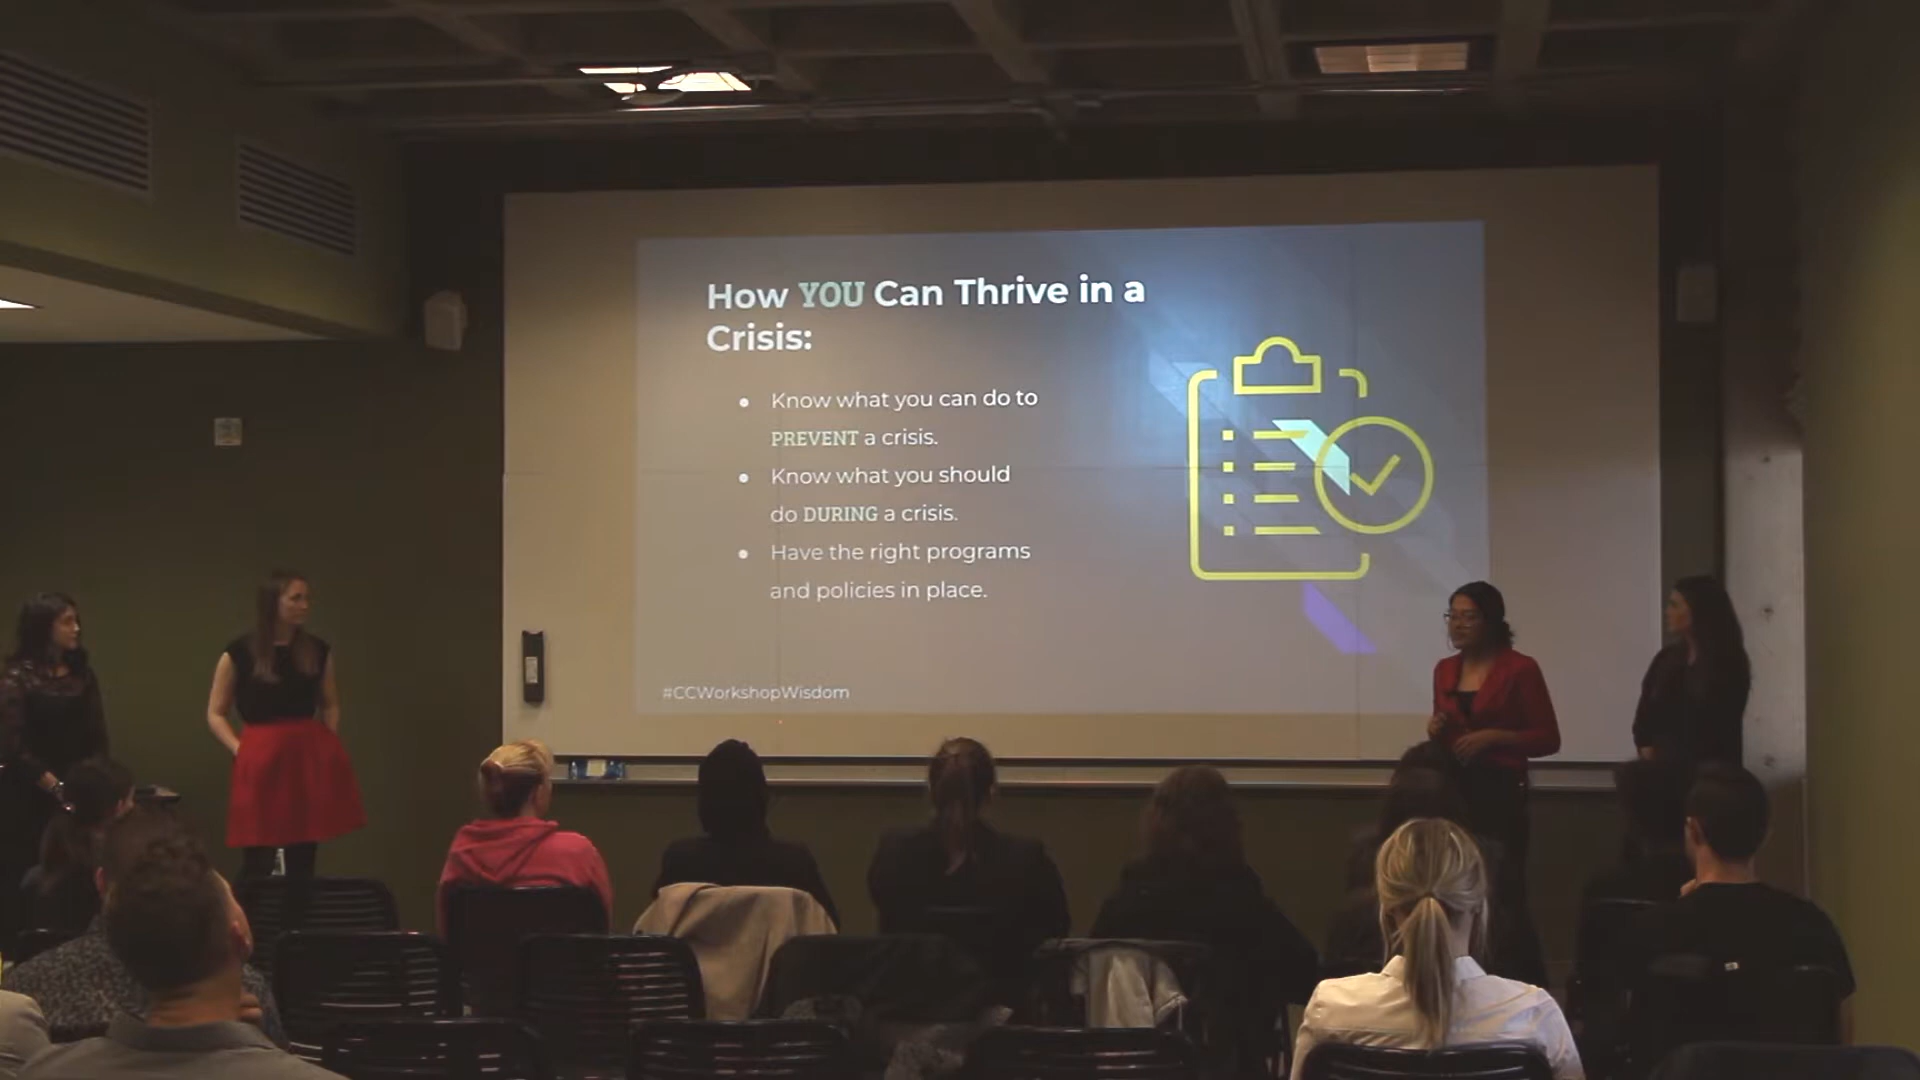 How YOU Can Thrive in a
Crisis:
● Know what you can do to
PREVENT a crisis.
● Know what you should
do DURING a crisis.
● Have the right programs
and policies in place.
#CCWorkshopWisdom